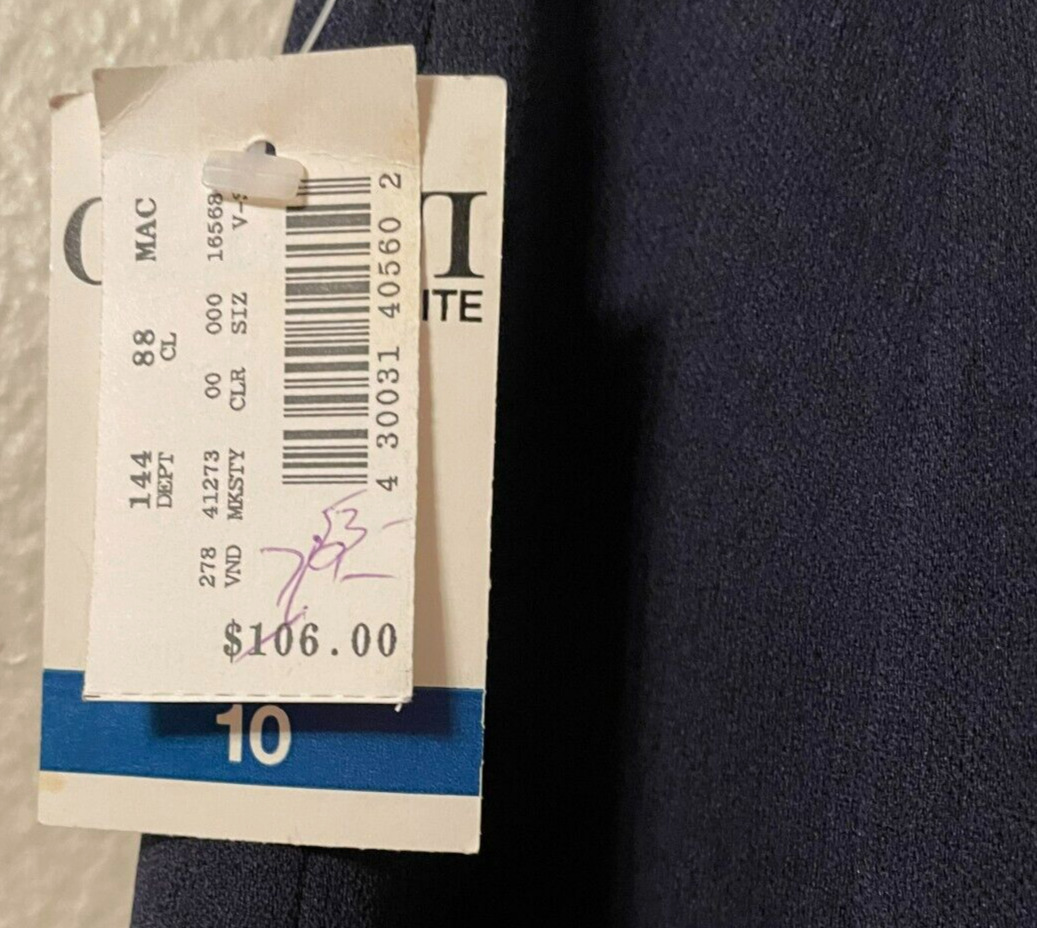 MAC
88
CL
144
DEPT
16568
000
SIZ
00
CLR
41273
MKSTY
278
VND
4 30031 40560 2
$106.00
ITE
10